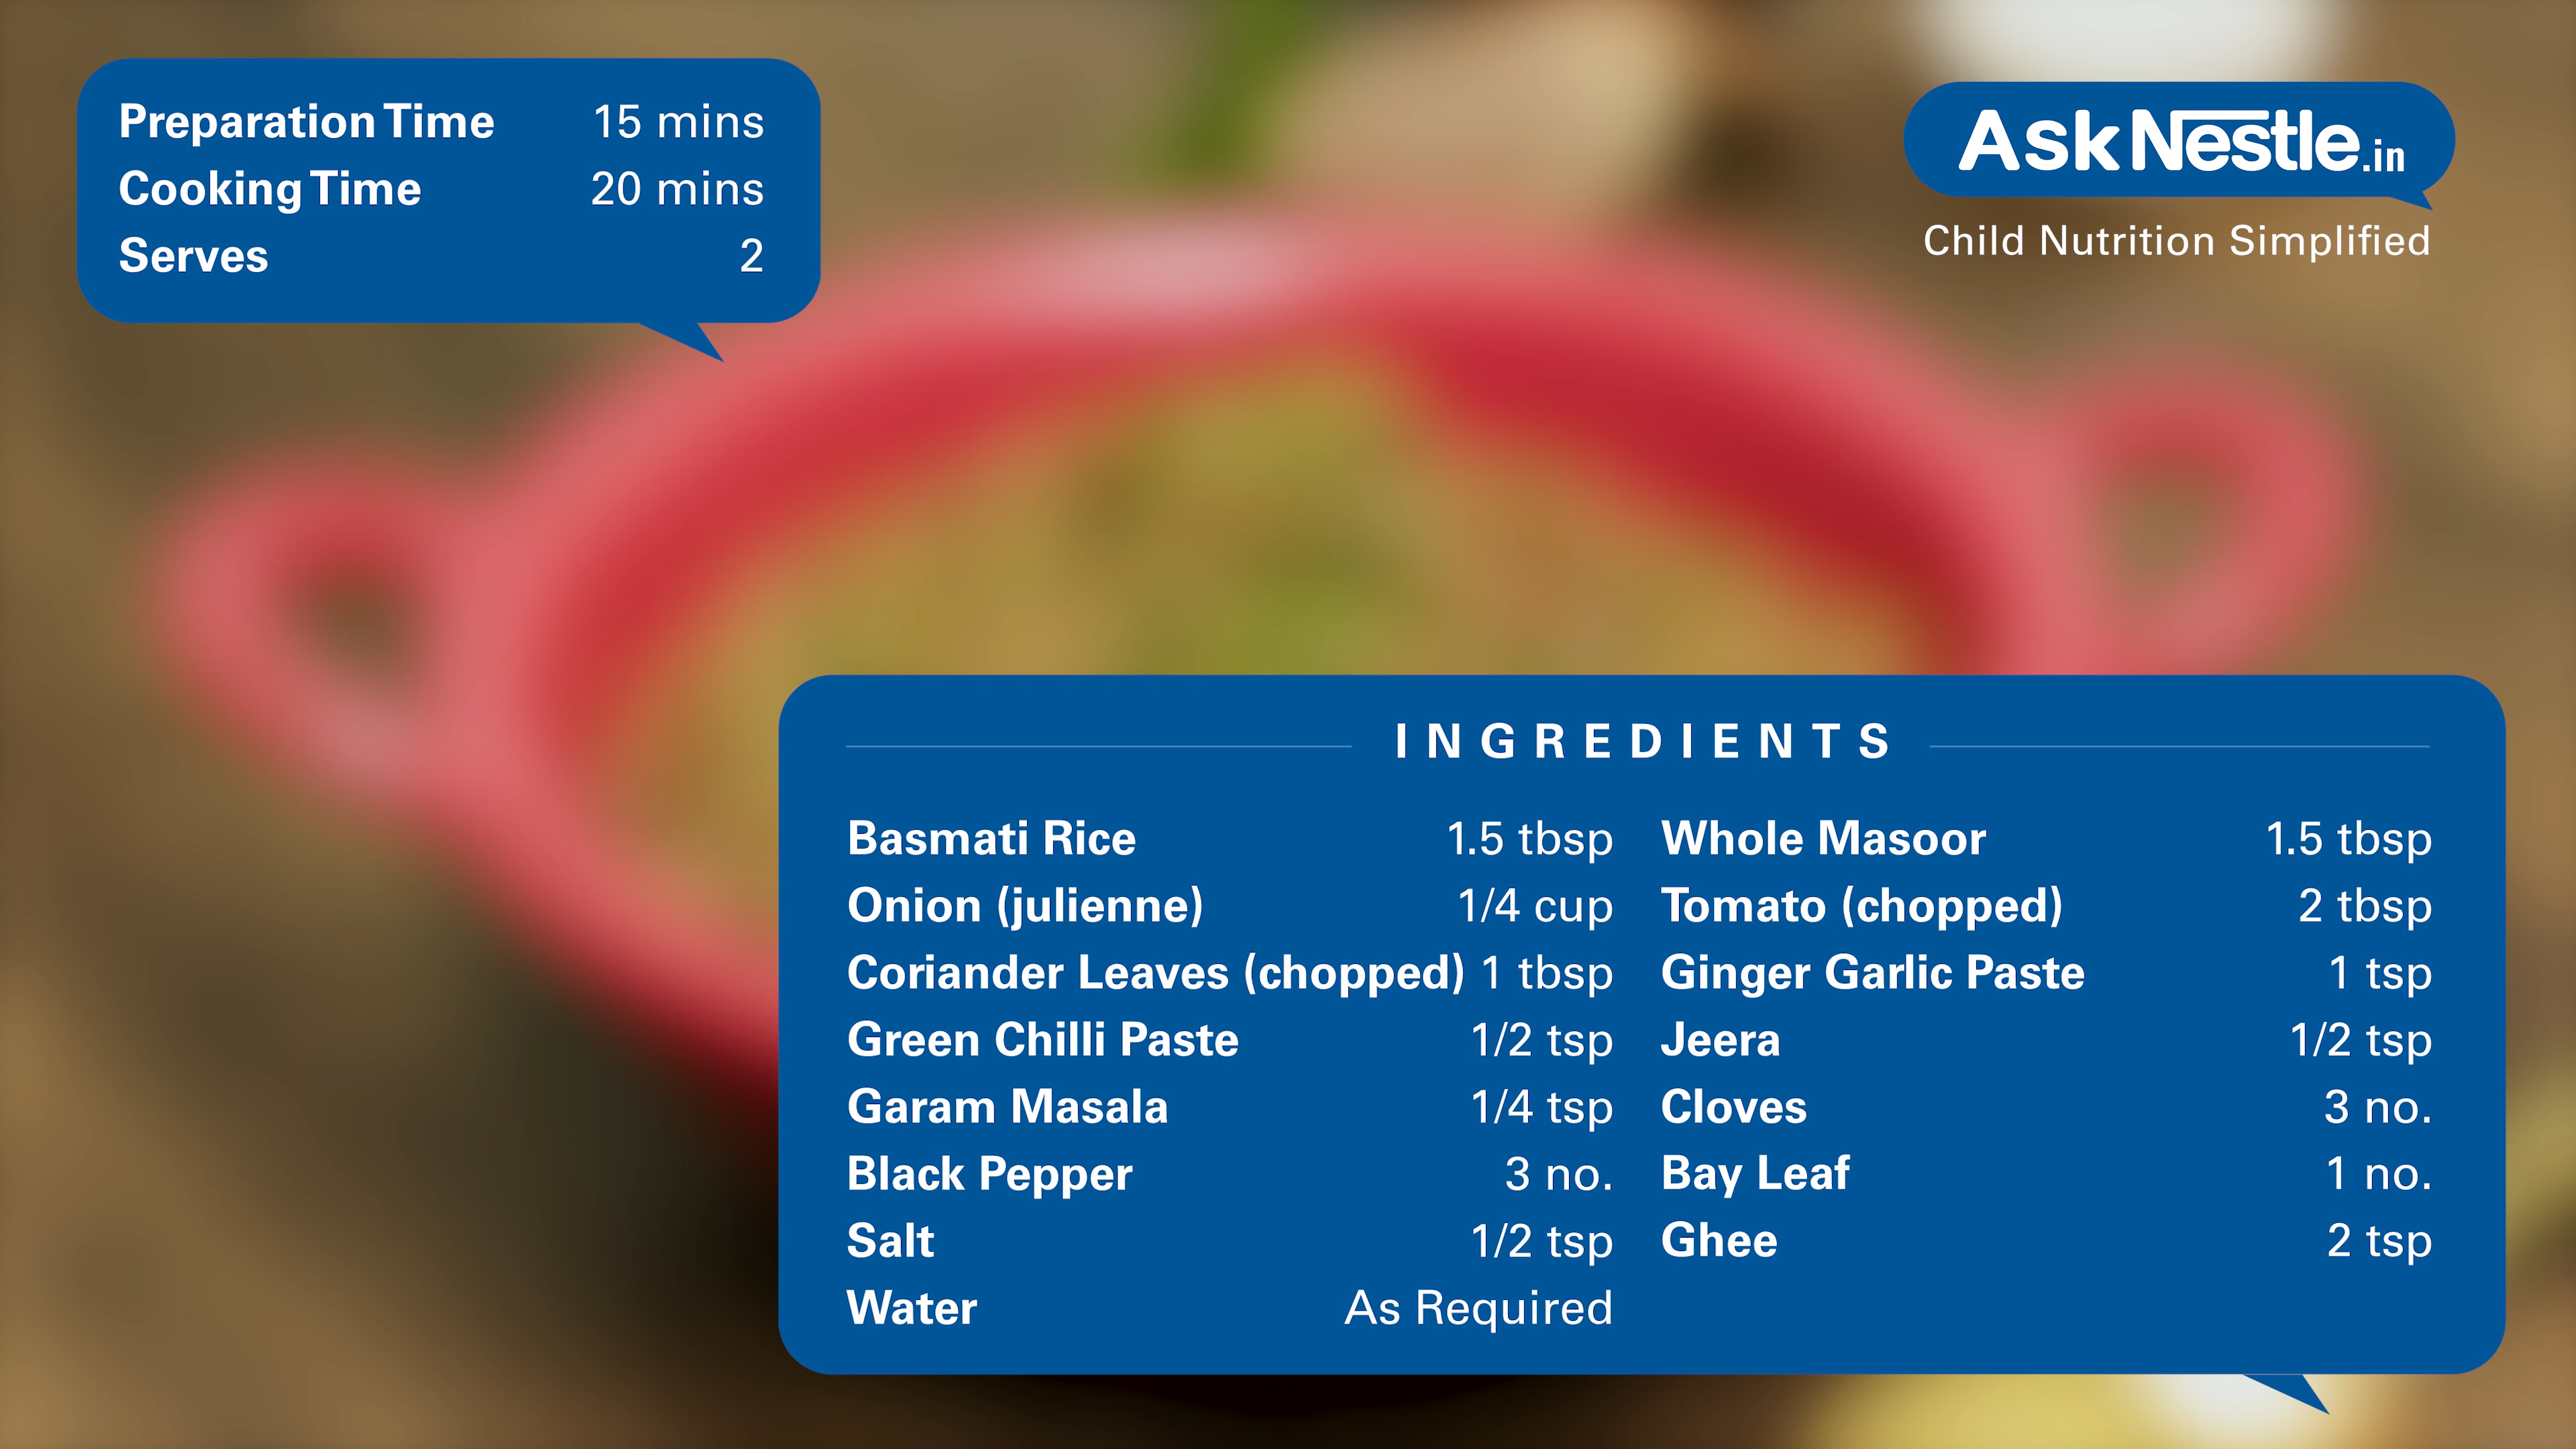 Preparation Time 15 mins
Cooking Time 20 mins
Serves 2
AskNestle.in
Child Nutrition Simplified
INGREDIENTS
Basmati Rice 1.5 tbsp
Onion (julienne) 1/4 cup
Coriander Leaves (chopped) 1 tbsp
Green Chilli Paste 1/2 tsp
Garam Masala 1/4 tsp
Black Pepper 3 no.
Salt 1/2 tsp
Water As Required
Whole Masoor 1.5 tbsp
Tomato (chopped) 2 tbsp
Ginger Garlic Paste 1 tsp
Jeera 1/2 tsp
Cloves 3 no.
Bay Leaf 1 no.
Ghee 2 tsp